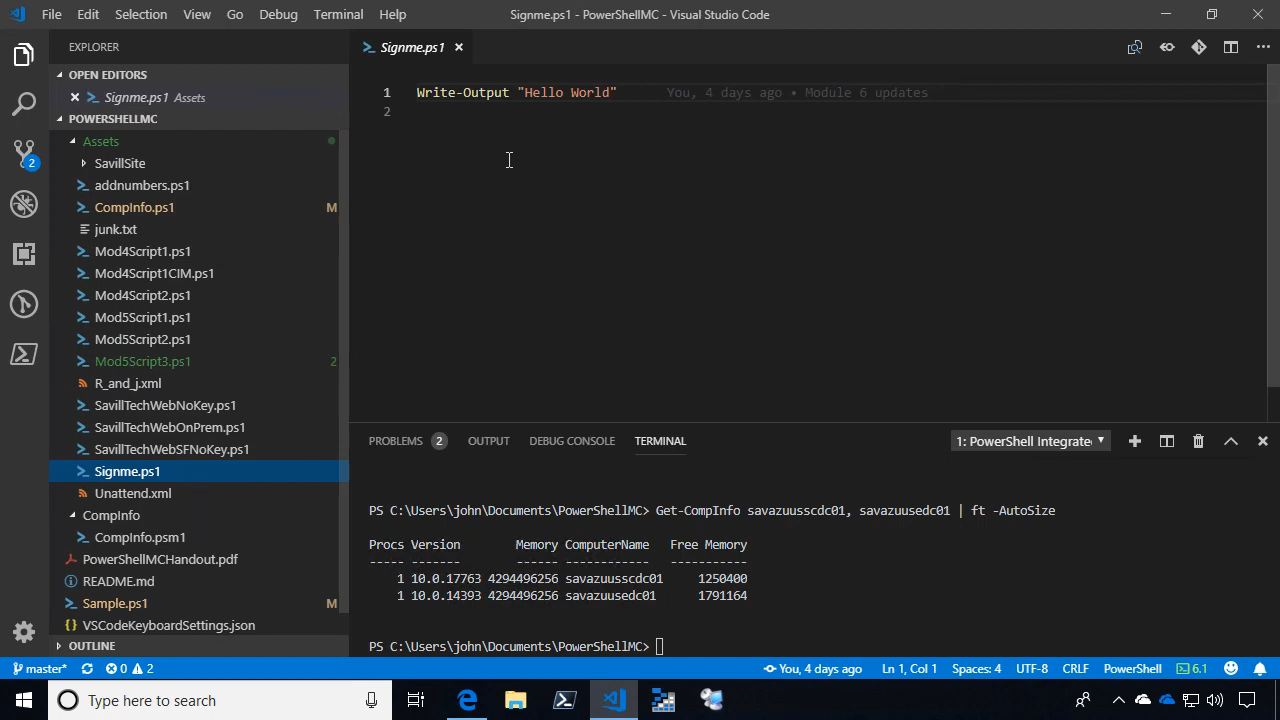 File Edit Selection View Go Debug Terminal Help
Signme.ps1 - PowerShellMC - Visual Studio Code
EXPLORER
OPEN EDITORS
Signme.ps1 Assets
POWERSHELLMC
Assets
SavillSite
addnumbers.ps1
CompInfo.ps1 M
junk.txt
Mod4Script1.ps1
Mod4Script1CIM.ps1
Mod4Script2.ps1
Mod5Script1.ps1
Mod5Script2.ps1
Mod5Script3.ps1 2
R_and_j.xml
SavillTechWebNoKey.ps1
SavillTechWebOnPrem.ps1
SavillTechWebSFNoKey.ps1
Signme.ps1
Unattend.xml
CompInfo
CompInfo.psm1
PowerShellMCHandout.pdf
README.md
Sample.ps1 M
VSCodeKeyboardSettings.json
OUTLINE
2
Signme.ps1
1 Write-Output "Hello World" You, 4 days ago • Module 6 updates
2
PROBLEMS 2 OUTPUT DEBUG CONSOLE TERMINAL 1: PowerShell Integrate
PS C:\Users\john\Documents\PowerShellMC> Get-CompInfo savazuusscdc01, savazuusedc01 | ft -AutoSize
Procs Version Memory ComputerName Free Memory
----- ------- ------ ------------ -----------
1 10.0.17763 4294496256 savazuusscdc01 1250400
1 10.0.14393 4294496256 savazuusedc01 1791164
PS C:\Users\john\Documents\PowerShellMC>
master* 0 2 You, 4 days ago Ln 1, Col 1 Spaces: 4 UTF-8 CRLF PowerShell 6.1
Type here to search